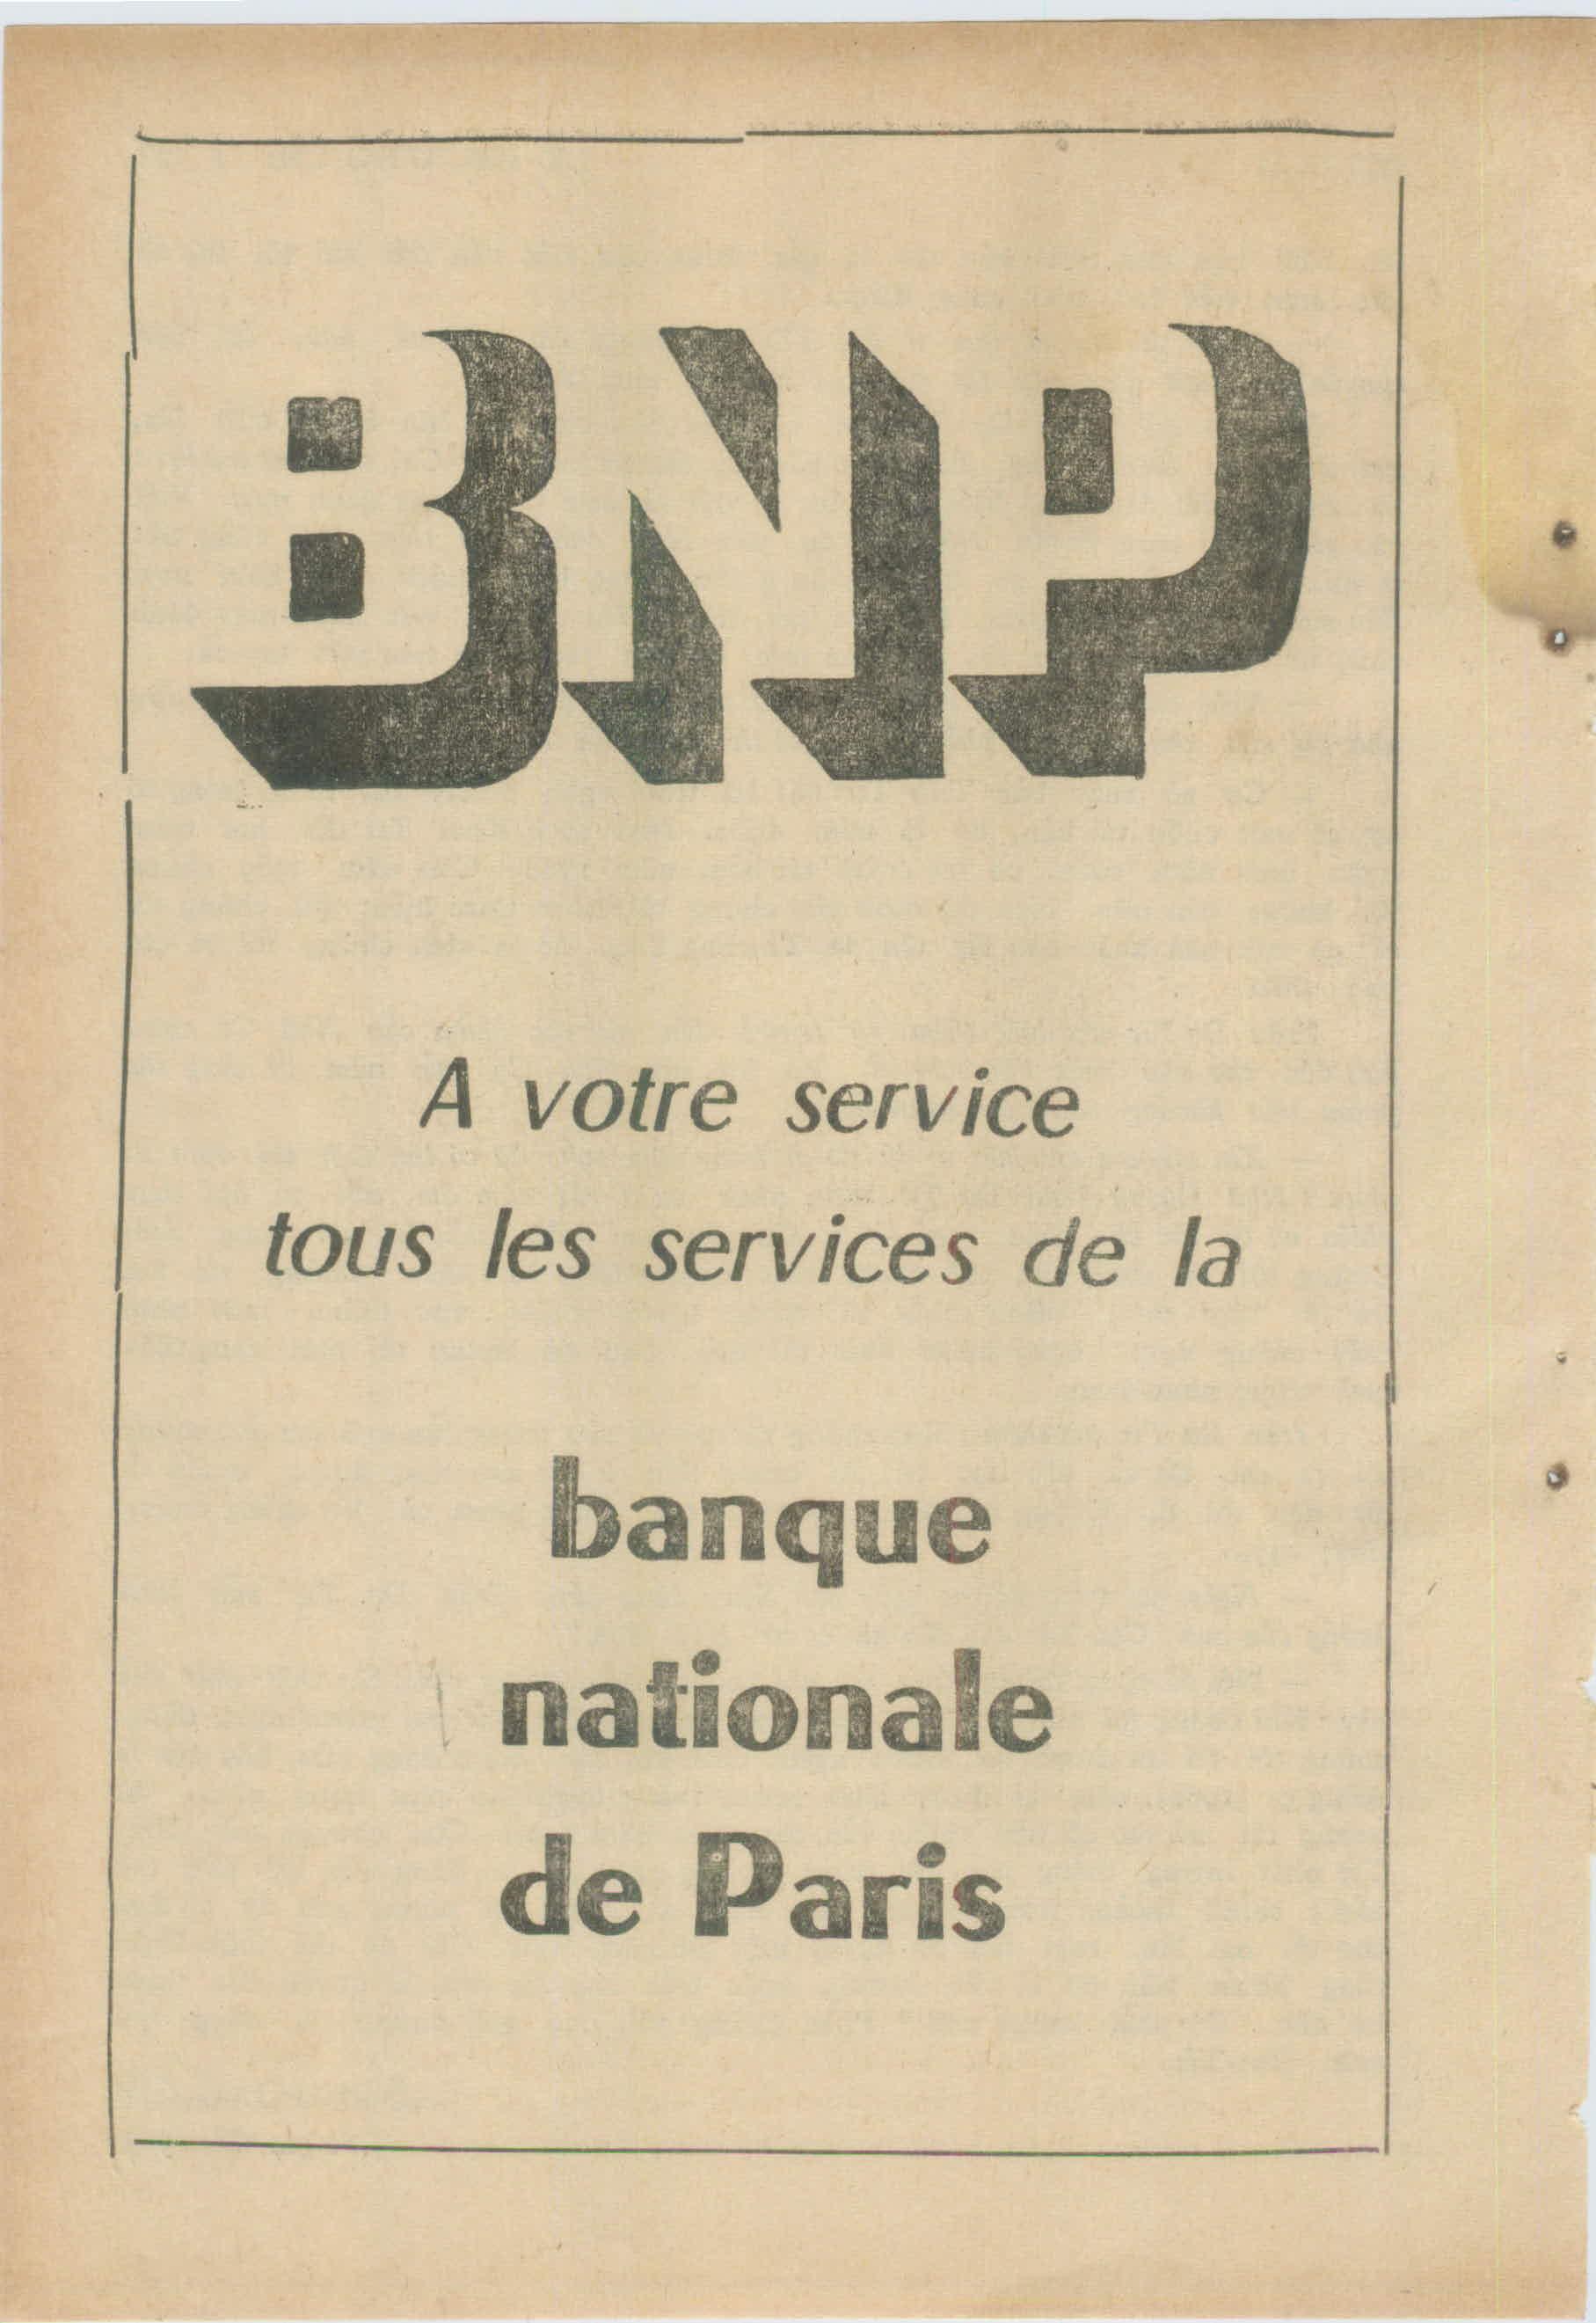 BNP
A votre service
tous les services de la
banque
nationale
de Paris